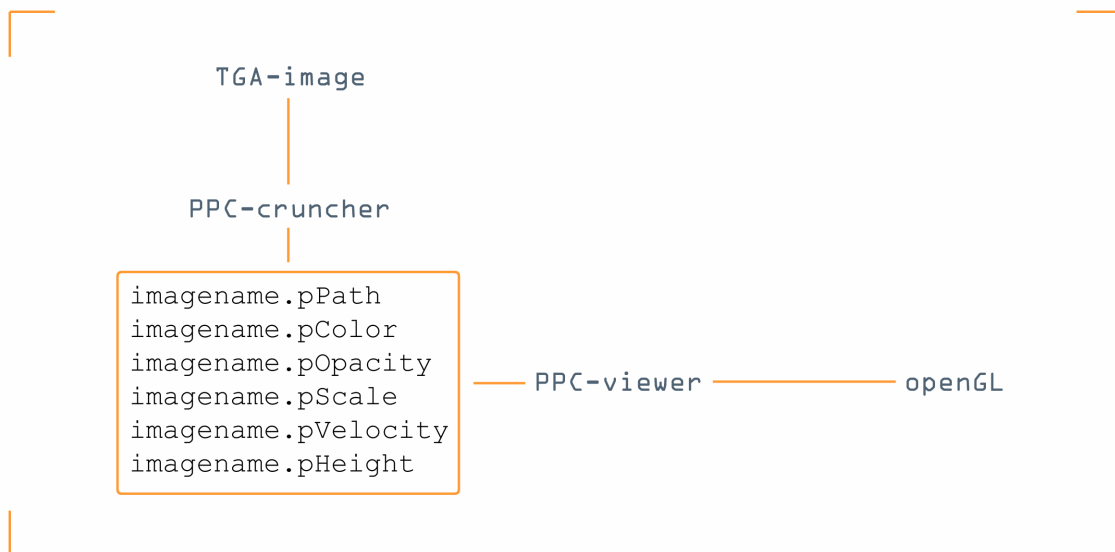 TGA-image
PPC-cruncher
imagename.pPath
imagename.pColor
imagename.pOpacity
imagename.pScale
imagename.pVelocity
imagename.pHeight
PPC-viewer
openGL